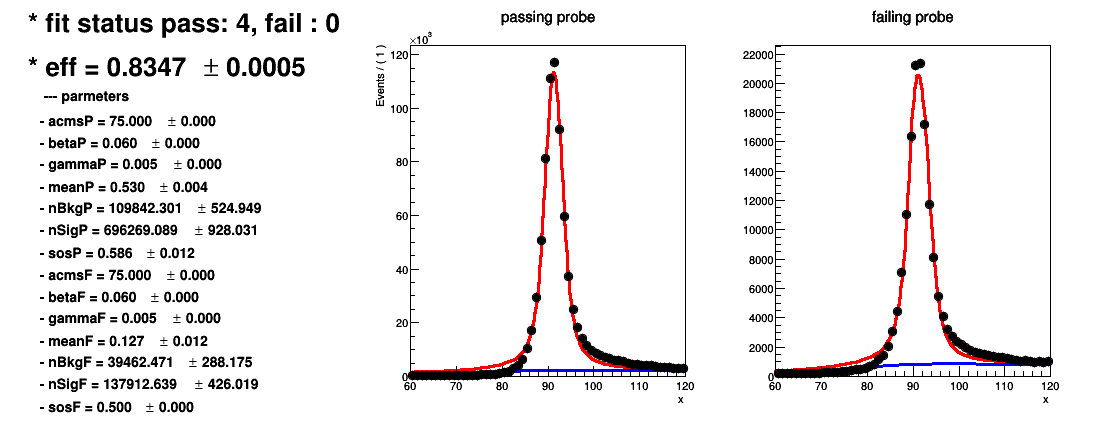 * fit status pass: 4, fail : 0
* eff = 0.8347 ± 0.0005
--- parmeters
- acmsP = 75.000 ± 0.000
- betaP = 0.060 ± 0.000
- gammaP = 0.005 ± 0.000
- meanP = 0.530 ± 0.004
- nBkgP = 109842.301 ± 524.949
- nSigP = 696269.089 ± 928.031
- sosP = 0.586 ± 0.012
- acmsF = 75.000 ± 0.000
- betaF = 0.060 ± 0.000
- gammaF = 0.005 ± 0.000
- meanF = 0.127 ± 0.012
- nBkgF = 39462.471 ± 288.175
- nSigF = 137912.639 ± 426.019
- sosF = 0.500 ± 0.000
passing probe
×10³
Events / ( 1 )
120
100
80
60
40
20
0
60 70 80 90 100 110 120
x
failing probe
22000
20000
18000
16000
14000
12000
10000
8000
6000
4000
2000
0
60 70 80 90 100 110 120
x